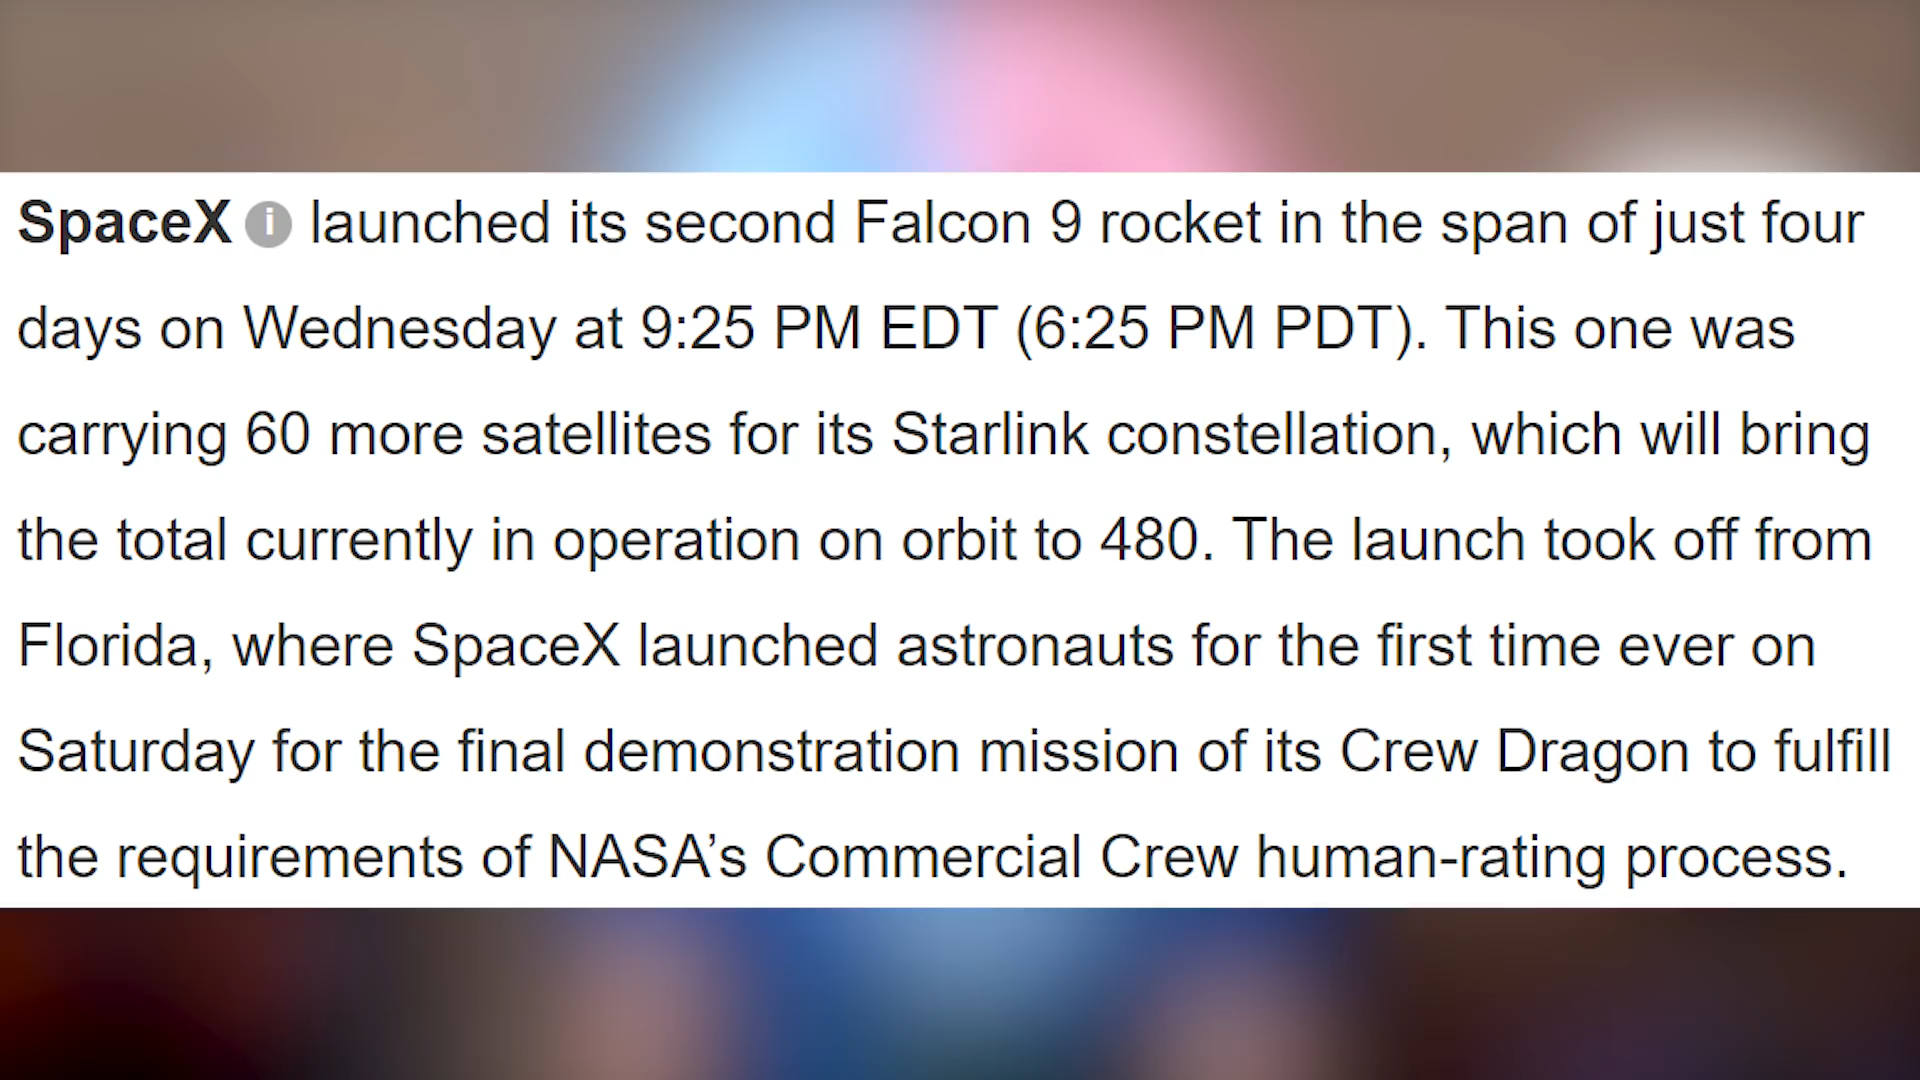 SpaceX i launched its second Falcon 9 rocket in the span of just four
days on Wednesday at 9:25 PM EDT (6:25 PM PDT). This one was
carrying 60 more satellites for its Starlink constellation, which will bring
the total currently in operation on orbit to 480. The launch took off from
Florida, where SpaceX launched astronauts for the first time ever on
Saturday for the final demonstration mission of its Crew Dragon to fulfill
the requirements of NASA’s Commercial Crew human-rating process.